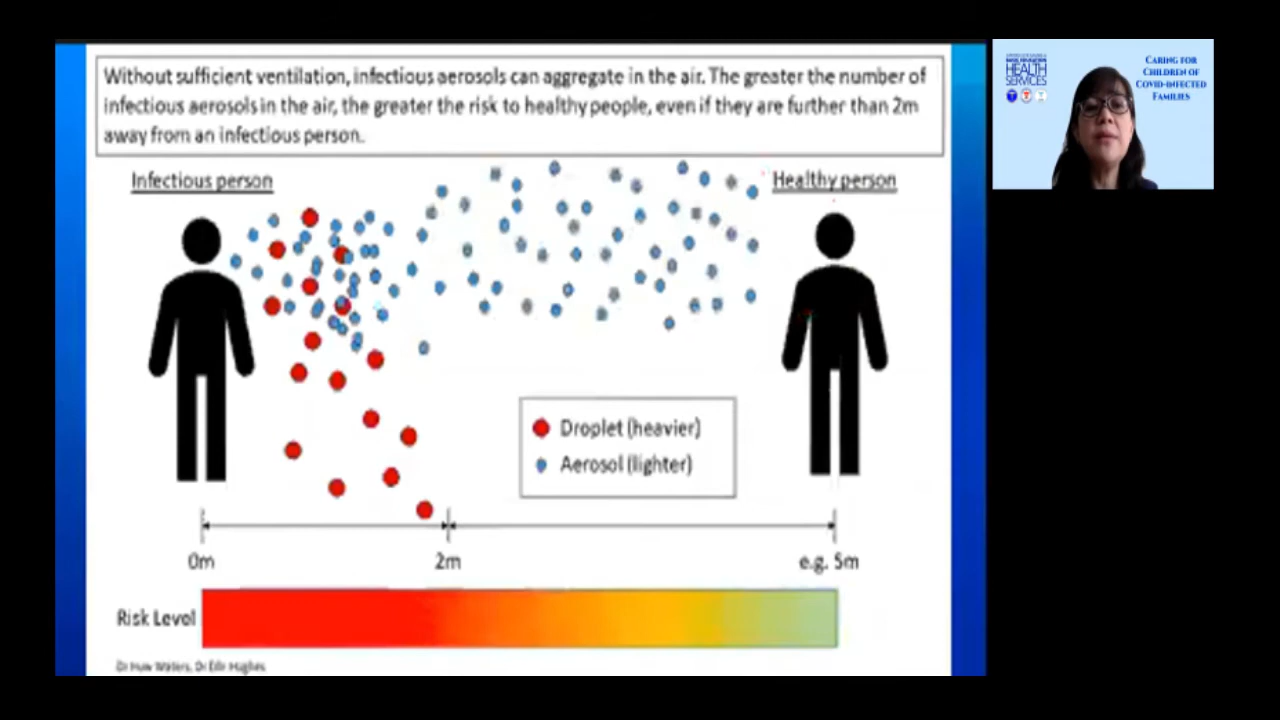 Without sufficient ventilation, infectious aerosols can aggregate in the air. The greater the number of
infectious aerosols in the air, the greater the risk to healthy people, even if they are further than 2m
away from an infectious person.
Infectious person
Healthy person
Droplet (heavier)
Aerosol (lighter)
0m
2m
e.g. 5m
Risk Level
HEALTH
SERVICES
CARING FOR
CHILDREN OF
COVID-INFECTED
FAMILIES